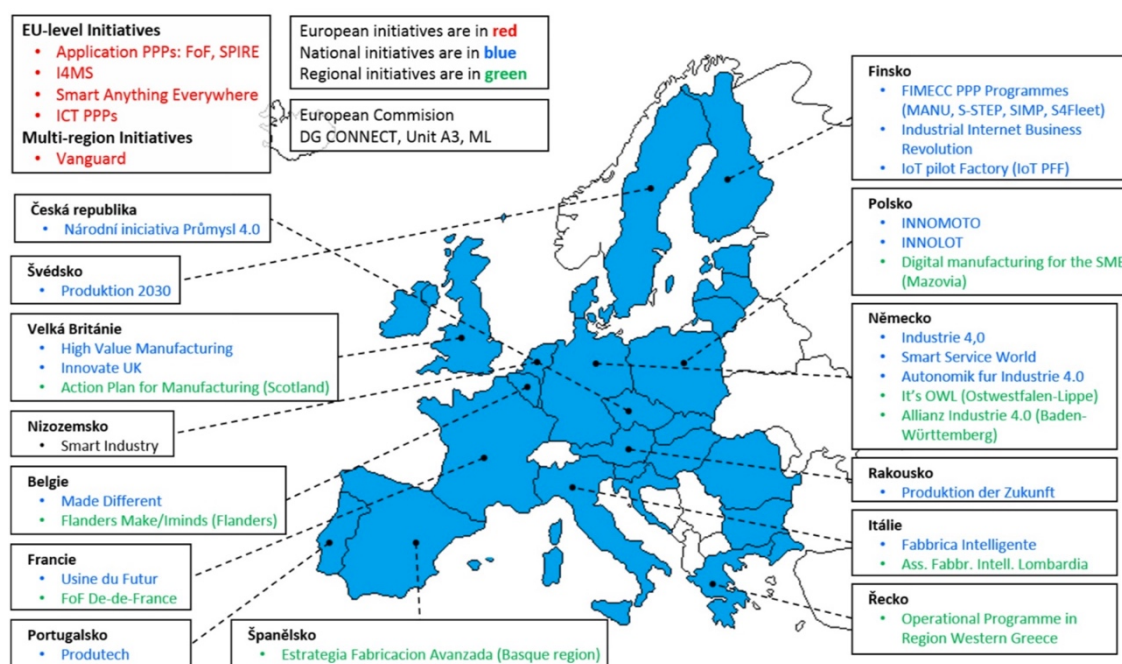 EU-level Initiatives
• Application PPPs: FoF, SPIRE
• I4MS
• Smart Anything Everywhere
• ICT PPPs
Multi-region Initiatives
• Vanguard
European initiatives are in red
National initiatives are in blue
Regional initiatives are in green
European Commision
DG CONNECT, Unit A3, ML
Česká republika
• Národní iniciativa Průmysl 4.0
Švédsko
• Produktion 2030
Velká Británie
• High Value Manufacturing
• Innovate UK
• Action Plan for Manufacturing (Scotland)
Nizozemsko
• Smart Industry
Belgie
• Made Different
• Flanders Make/Iminds (Flanders)
Francie
• Usine du Futur
• FoF De-de-France
Portugalsko
• Produtech
Španělsko
• Estrategia Fabricacion Avanzada (Basque region)
Finsko
• FIMECC PPP Programmes
(MANU, S-STEP, SIMP, S4Fleet)
• Industrial Internet Business
Revolution
• IoT pilot Factory (IoT PFF)
Polsko
• INNOMOTO
• INNOLOT
• Digital manufacturing for the SME
(Mazovia)
Německo
• Industrie 4,0
• Smart Service World
• Autonomik fur Industrie 4.0
• It's OWL (Ostwestfalen-Lippe)
• Allianz Industrie 4.0 (Baden-
Württemberg)
Rakousko
• Produktion der Zukunft
Itálie
• Fabbrica Intelligente
• Ass. Fabbr. Intell. Lombardia
Řecko
• Operational Programme in
Region Western Greece